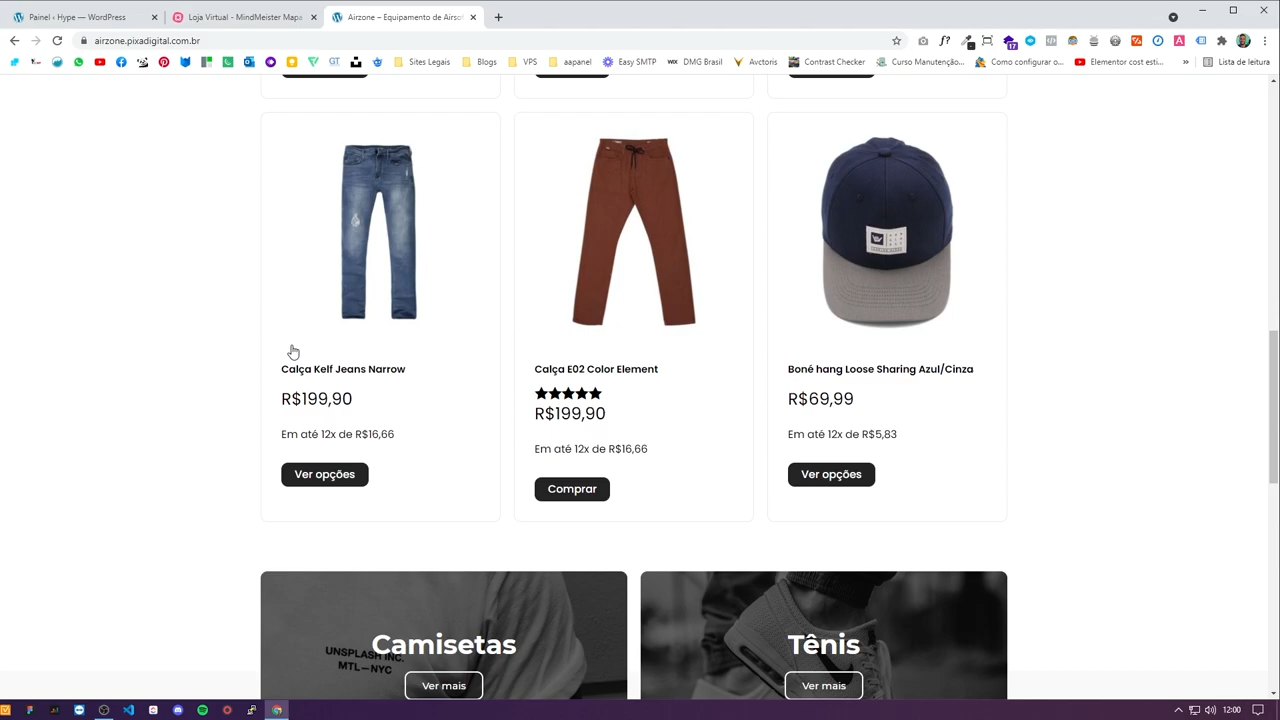 Painel ‹ Hype — WordPress
Loja Virtual - MindMeister Mapa
Airzone – Equipamento de Airso
airzone.pixadigital.com.br
Sites Legais
Blogs
VPS
aapanel
Easy SMTP
DMG Brasil
Avctoris
Contrast Checker
Curso Manutenção...
Como configurar o...
Elementor cost esti...
»
Lista de leitura
Calça Kelf Jeans Narrow
R$199,90
Em até 12x de R$16,66
Ver opções
Calça E02 Color Element
R$199,90
Em até 12x de R$16,66
Comprar
Boné hang Loose Sharing Azul/Cinza
R$69,99
Em até 12x de R$5,83
Ver opções
UNSPLASH INC.
MTL—NYC
Camisetas
Ver mais
Tênis
Ver mais
12:00